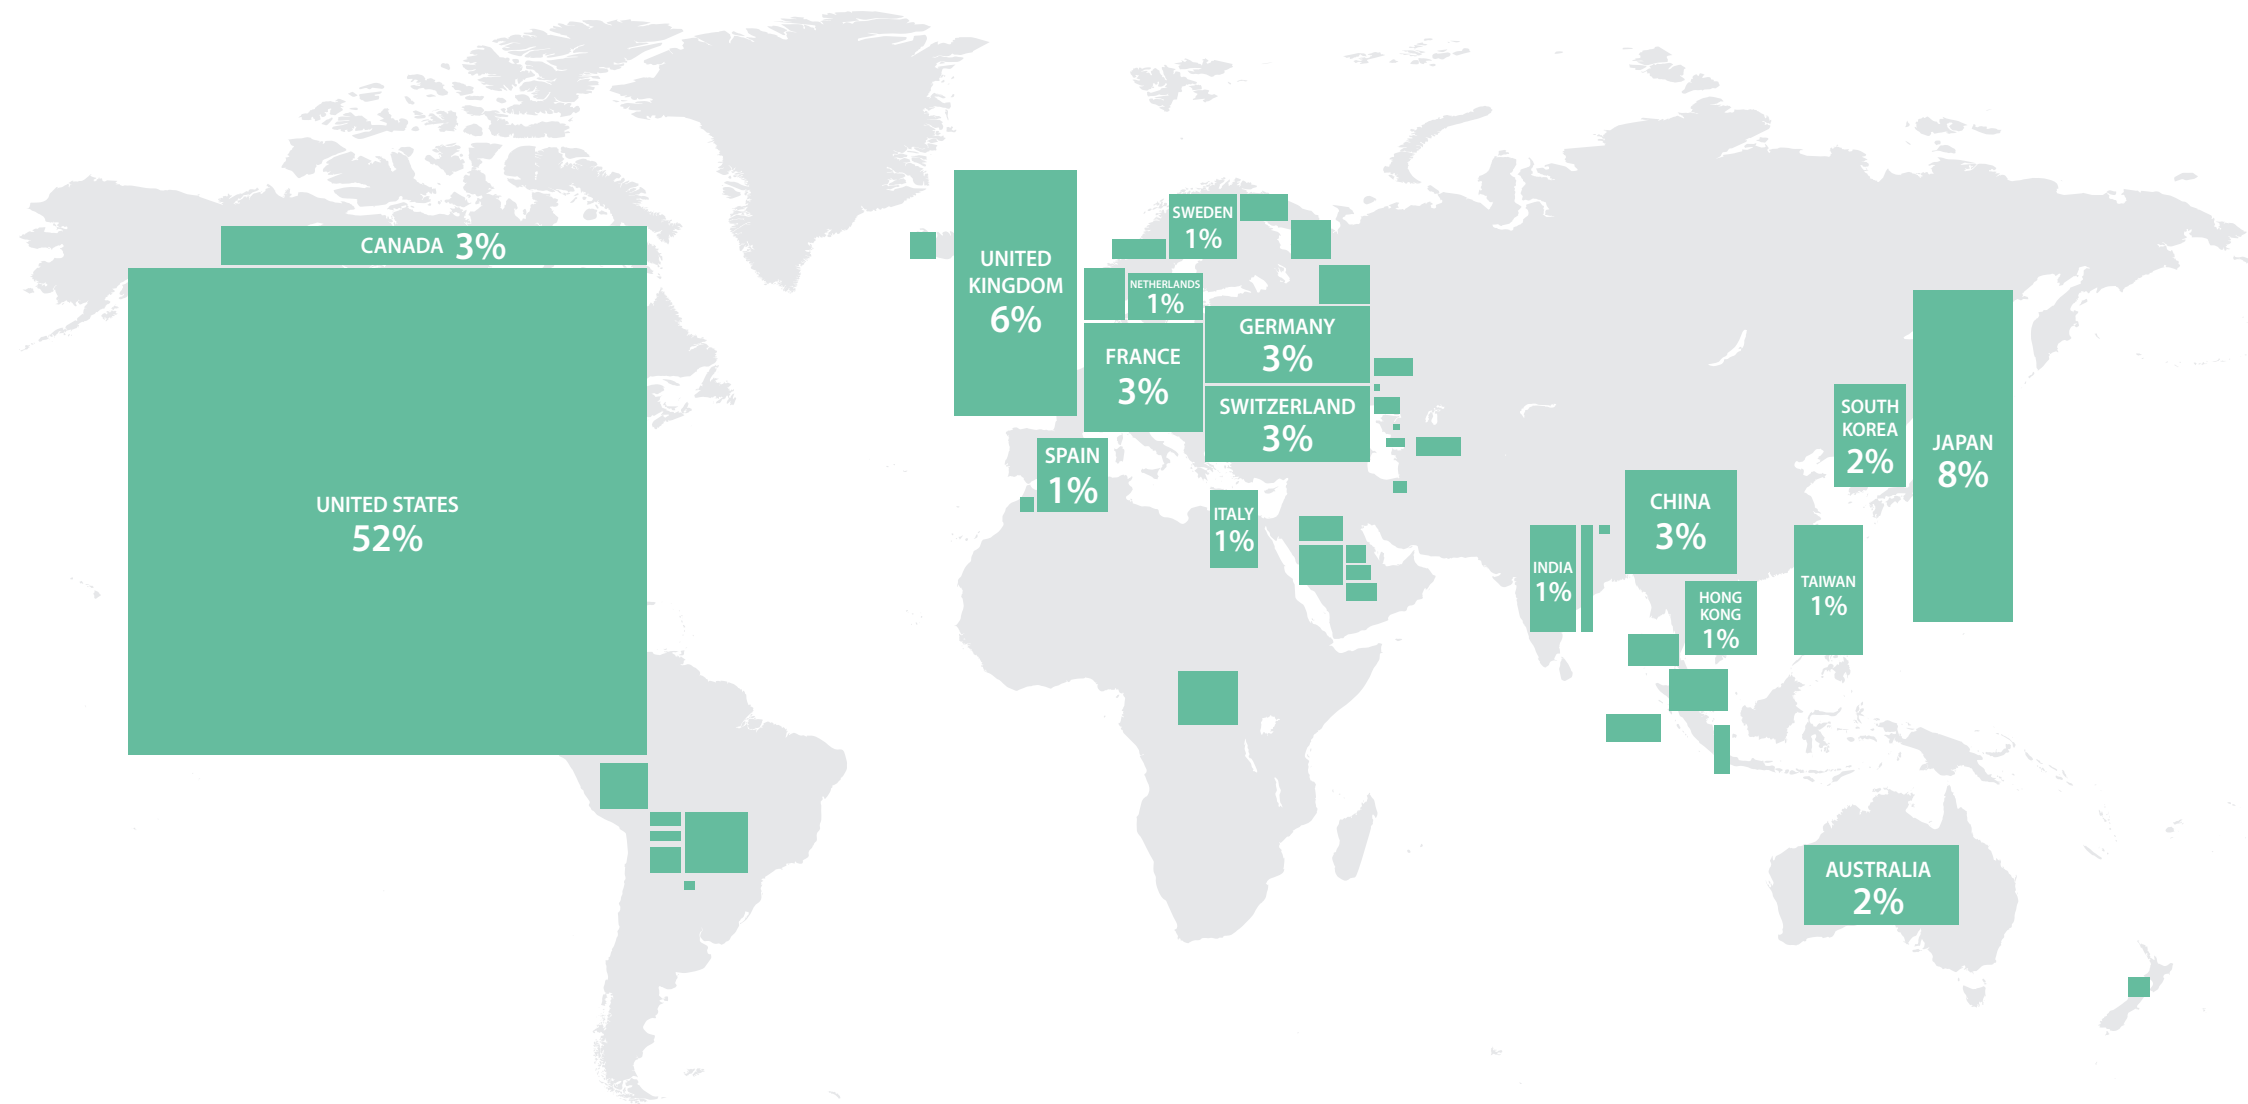 CANADA 3%
UNITED STATES
52%
UNITED
KINGDOM
6%
SWEDEN
1%
NETHERLANDS
1%
FRANCE
3%
GERMANY
3%
SWITZERLAND
3%
SPAIN
1%
ITALY
1%
INDIA
1%
CHINA
3%
HONG
KONG
1%
TAIWAN
1%
SOUTH
KOREA
2%
JAPAN
8%
AUSTRALIA
2%